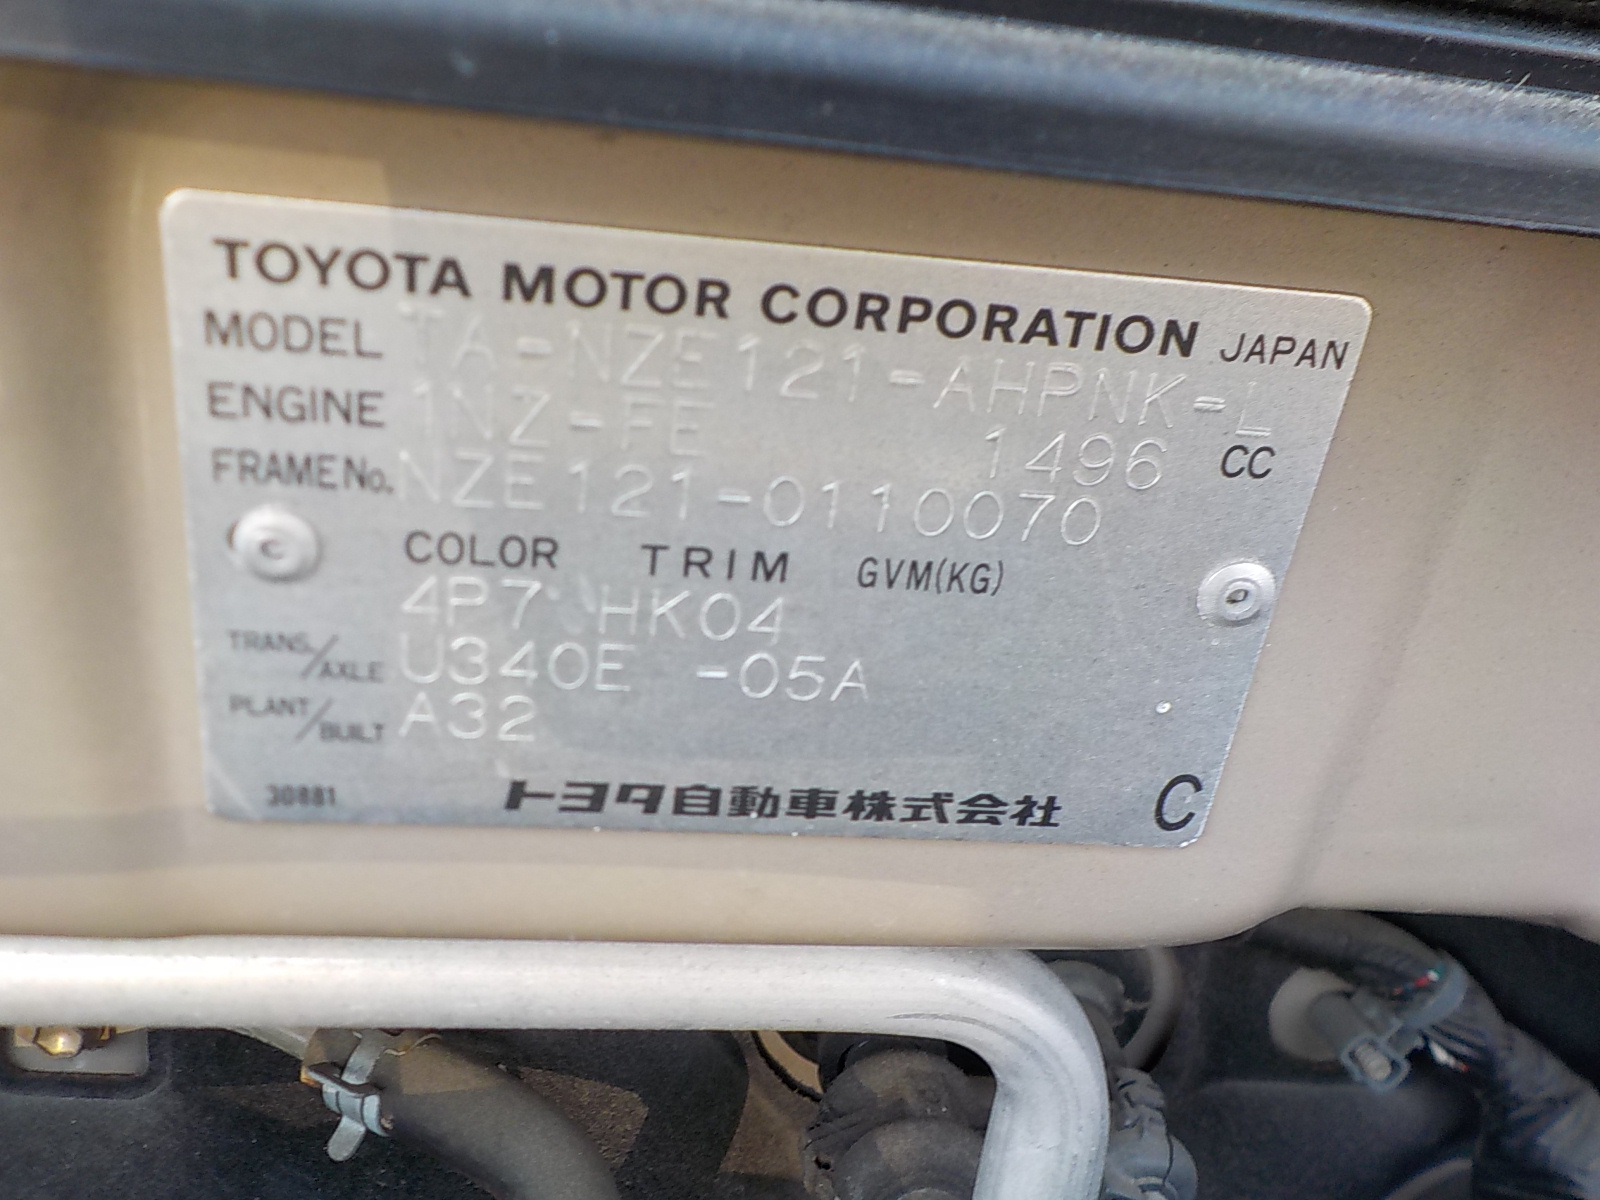 TOYOTA MOTOR CORPORATION JAPAN
MODEL TA-NZE121-AHPNK-L
ENGINE 1NZ-FE 1496 CC
FRAME No. NZE121-0110070
COLOR TRIM GVM(KG)
4P7 HK04
TRANS./AXLE U340E -05A
PLANT/BUILT A32
30881
トヨタ自動車株式会社 C